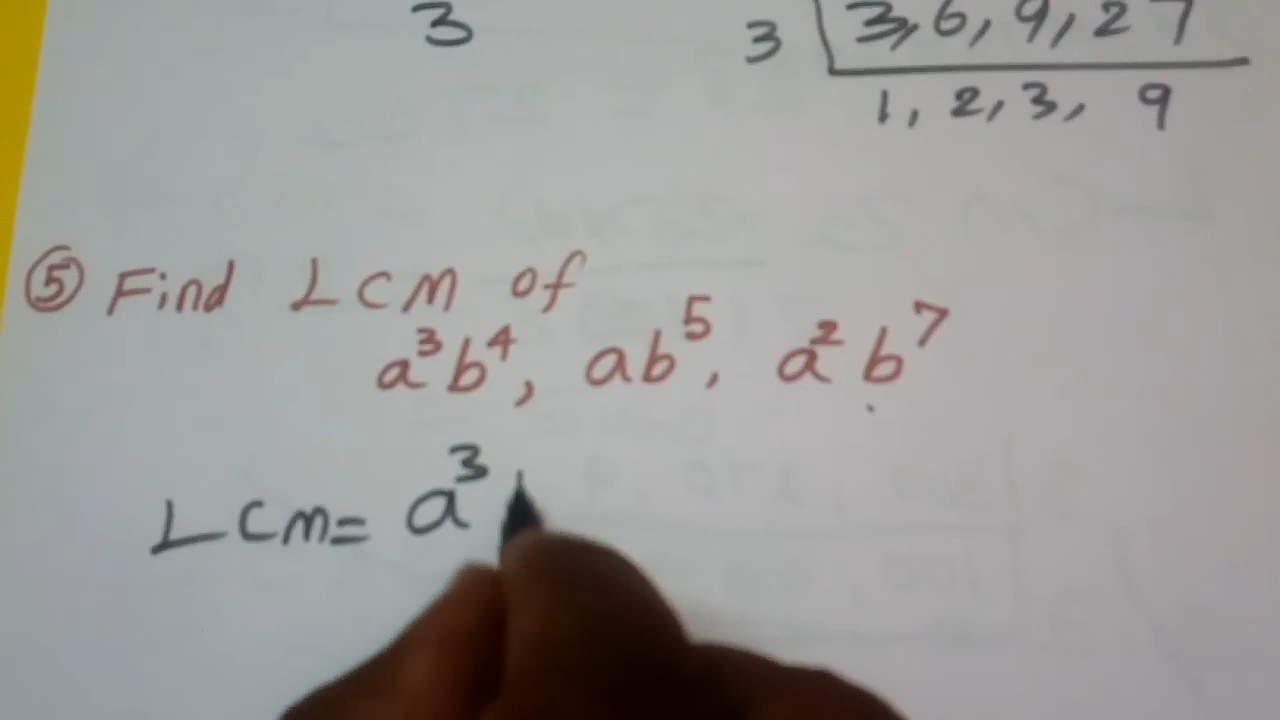 3
3 3, 6, 9, 27
1, 2, 3, 9
⑤ Find LCM of
a³b⁴, ab⁵, a²b⁷
LCM = a³